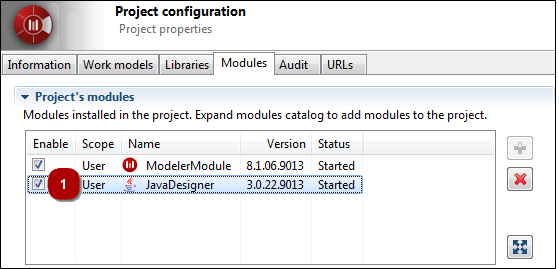 Project configuration
Project properties
Information Work models Libraries Modules Audit URLs
Project's modules
Modules installed in the project. Expand modules catalog to add modules to the project.
Enable Scope Name Version Status
User ModelerModule 8.1.06.9013 Started
1 User JavaDesigner 3.0.22.9013 Started